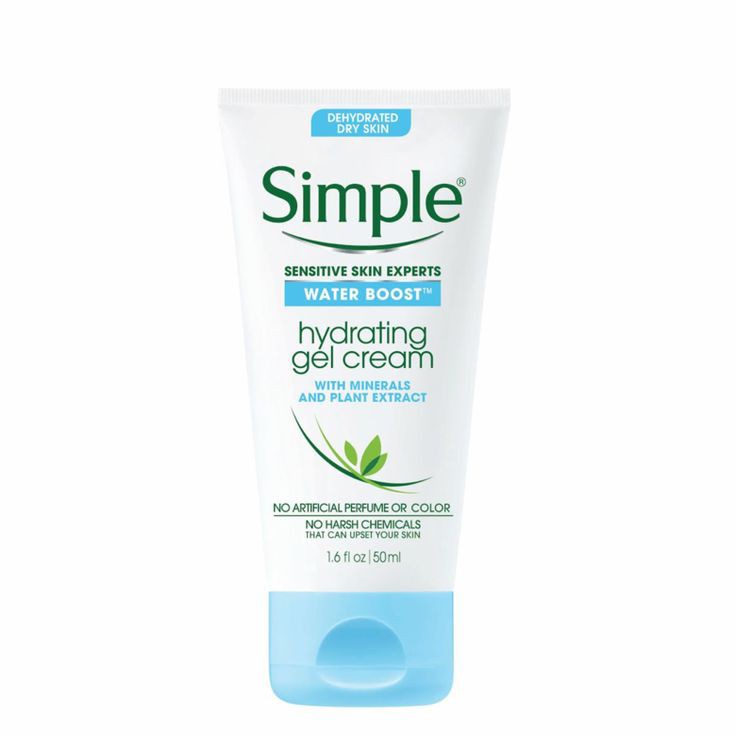 DEHYDRATED
DRY SKIN
Simple®
SENSITIVE SKIN EXPERTS
WATER BOOST™
hydrating
gel cream
WITH MINERALS
AND PLANT EXTRACT
NO ARTIFICIAL PERFUME OR COLOR
NO HARSH CHEMICALS
THAT CAN UPSET YOUR SKIN
1.6 fl oz | 50ml